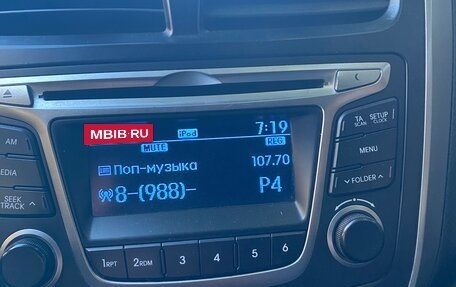 MBIB.RU
iPod 7:19
MUTE REG
Поп-музыка 107.70
8-(988)- P4
AM
MEDIA
SEEK
TRACK
TA
SCAN
SETUP
CLOCK
MENU
FOLDER
1RPT 2RDM 3 4 5 6